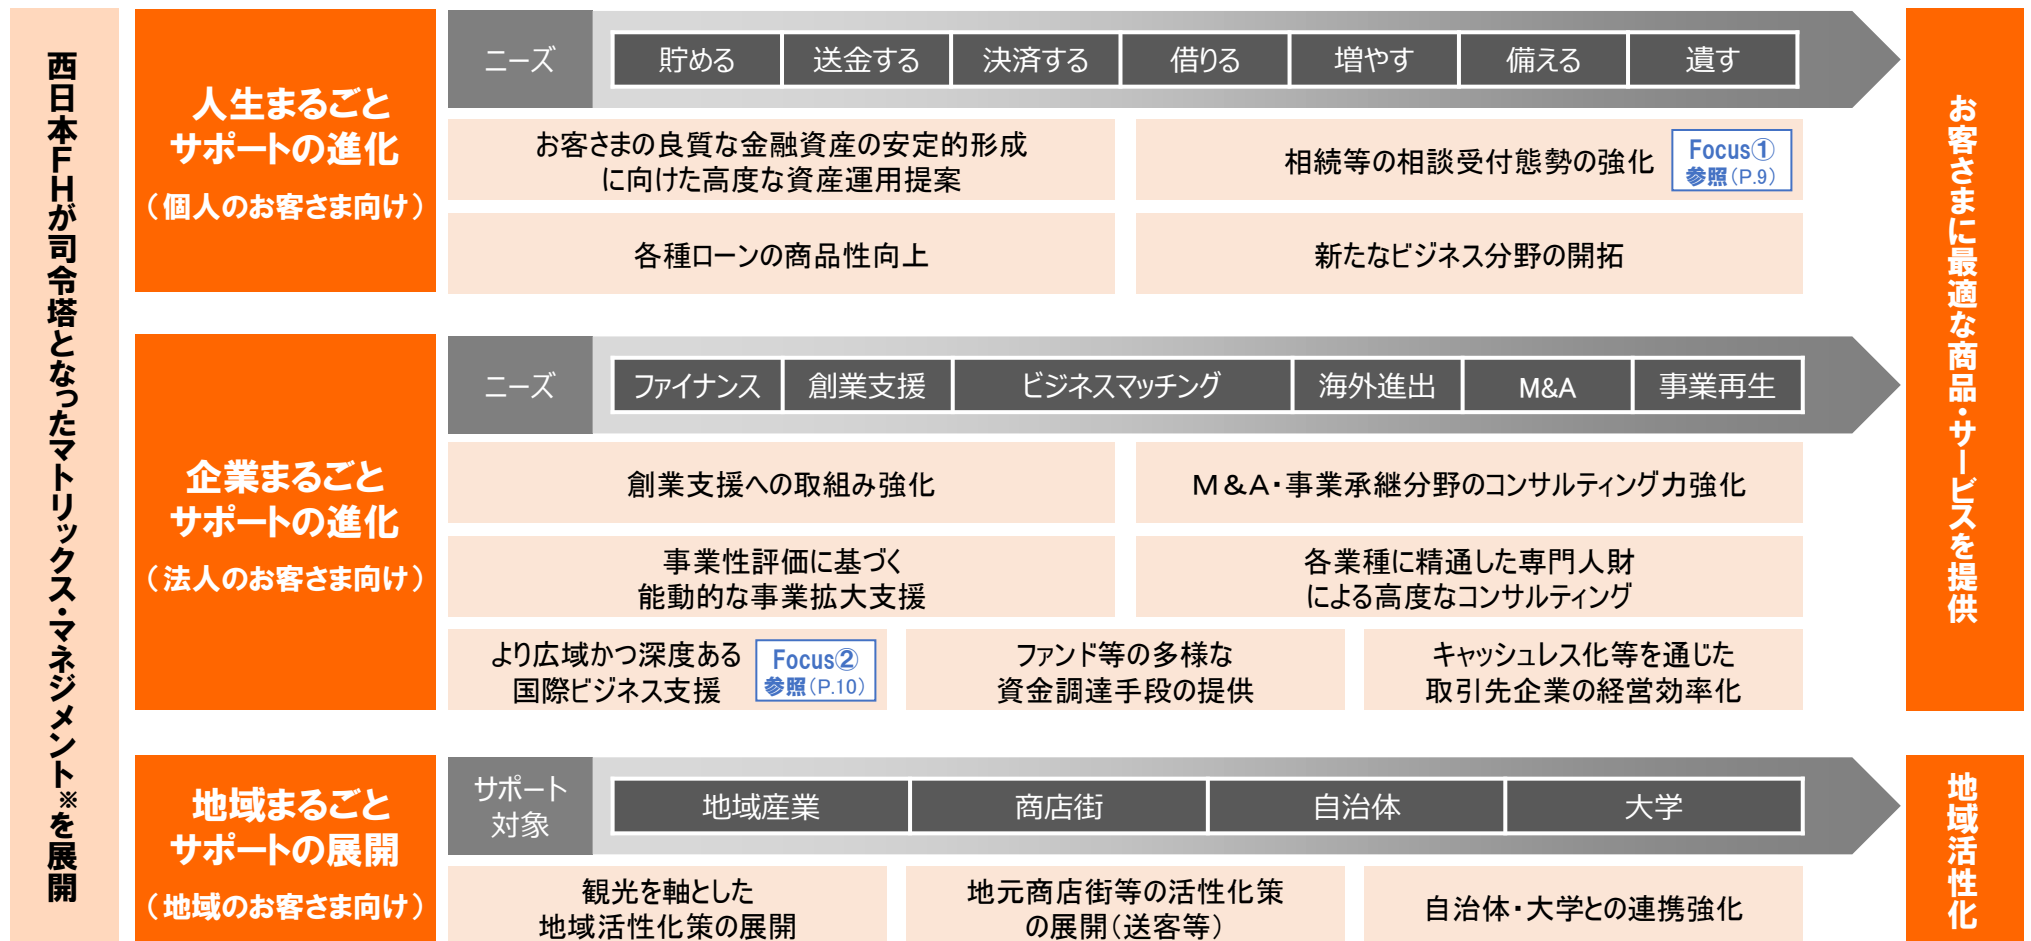 西日本FHが司令塔となったマトリックス・マネジメント※を展開
人生まるごと
サポートの進化
（個人のお客さま向け）
ニーズ
貯める
送金する
決済する
借りる
増やす
備える
遺す
お客さまの良質な金融資産の安定的形成
に向けた高度な資産運用提案
相続等の相談受付態勢の強化
Focus①
参照(P.9)
各種ローンの商品性向上
新たなビジネス分野の開拓
企業まるごと
サポートの進化
（法人のお客さま向け）
ニーズ
ファイナンス
創業支援
ビジネスマッチング
海外進出
M&A
事業再生
創業支援への取組み強化
M&A・事業承継分野のコンサルティング力強化
事業性評価に基づく
能動的な事業拡大支援
各業種に精通した専門人財
による高度なコンサルティング
より広域かつ深度ある
国際ビジネス支援
Focus②
参照(P.10)
ファンド等の多様な
資金調達手段の提供
キャッシュレス化等を通じた
取引先企業の経営効率化
お客さまに最適な商品・サービスを提供
地域まるごと
サポートの展開
（地域のお客さま向け）
サポート
対象
地域産業
商店街
自治体
大学
観光を軸とした
地域活性化策の展開
地元商店街等の活性化策
の展開（送客等）
自治体・大学との連携強化
地域活性化